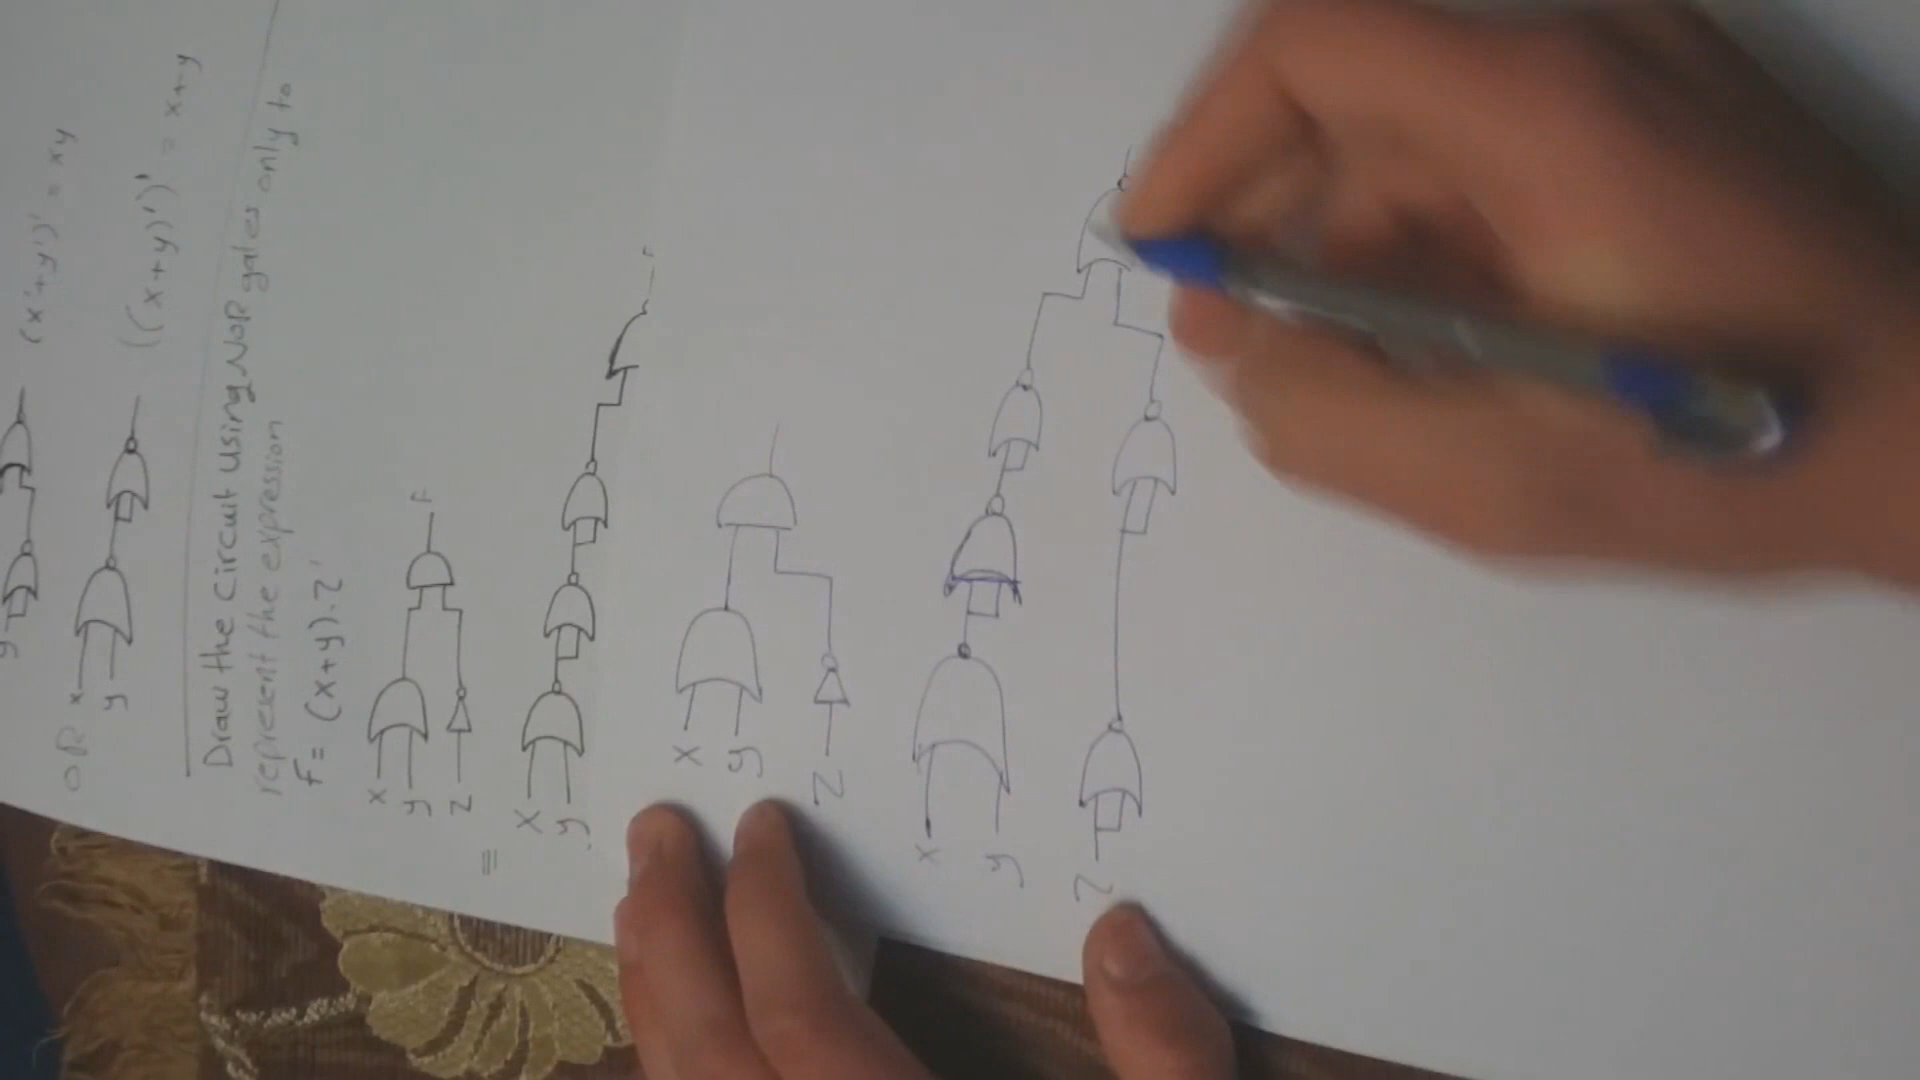 y (x'+y')' = xy
OR x y ((x+y)')' = x+y
Draw the Circuit using NOR gates only to
represent the expression
F = (x+y).Z'
x
y
Z
F
=
x
y
F
x
y
Z
x
y
Z